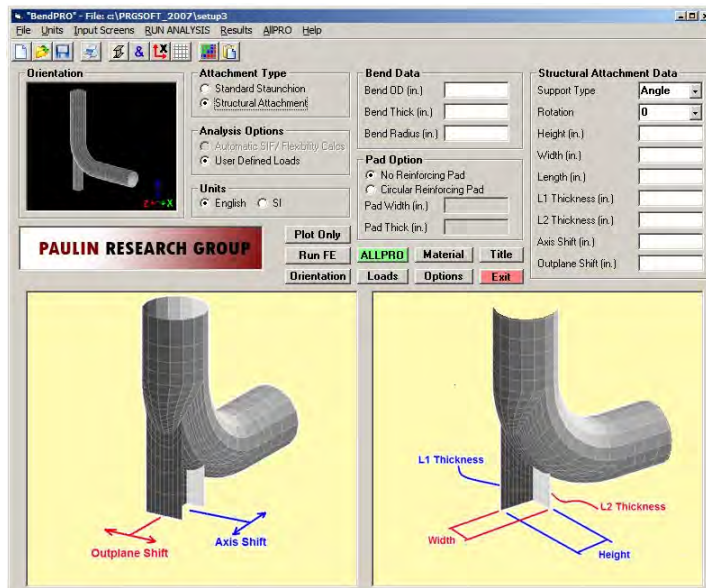 "BendPRO" - File: c:\PRGSOFT_2007\setup3
File Units Input Screens RUN ANALYSIS Results AllPRO Help
Orientation
Attachment Type
Standard Staunchion
Structural Attachment
Analysis Options
Automatic SIF/ Flexibility Calcs
User Defined Loads
Units
English SI
Bend Data
Bend OD (in.)
Bend Thick (in.)
Bend Radius (in.)
Pad Option
No Reinforcing Pad
Circular Reinforcing Pad
Pad Width (in.)
Pad Thick (in.)
Structural Attachment Data
Support Type Angle
Rotation 0
Height (in.)
Width (in.)
Length (in.)
L1 Thickness (in.)
L2 Thickness (in.)
Axis Shift (in.)
Outplane Shift (in.)
Z X
PAULIN RESEARCH GROUP
Plot Only
Run FE ALLPRO Material Title
Orientation Loads Options Exit
Outplane Shift
Axis Shift
L1 Thickness
L2 Thickness
Width
Height